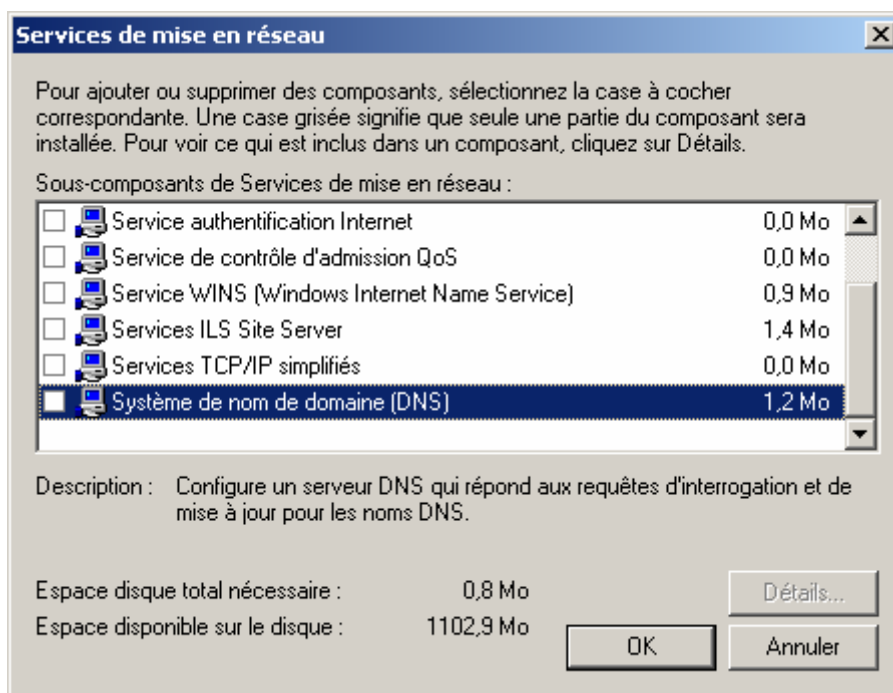 Services de mise en réseau
Pour ajouter ou supprimer des composants, sélectionnez la case à cocher
correspondante. Une case grisée signifie que seule une partie du composant sera
installée. Pour voir ce qui est inclus dans un composant, cliquez sur Détails.
Sous-composants de Services de mise en réseau :
Service authentification Internet 0,0 Mo
Service de contrôle d'admission QoS 0,0 Mo
Service WINS (Windows Internet Name Service) 0,9 Mo
Services ILS Site Server 1,4 Mo
Services TCP/IP simplifiés 0,0 Mo
Système de nom de domaine (DNS) 1,2 Mo
Description : Configure un serveur DNS qui répond aux requêtes d'interrogation et de
mise à jour pour les noms DNS.
Espace disque total nécessaire : 0,8 Mo
Détails...
Espace disponible sur le disque : 1102,9 Mo
OK Annuler